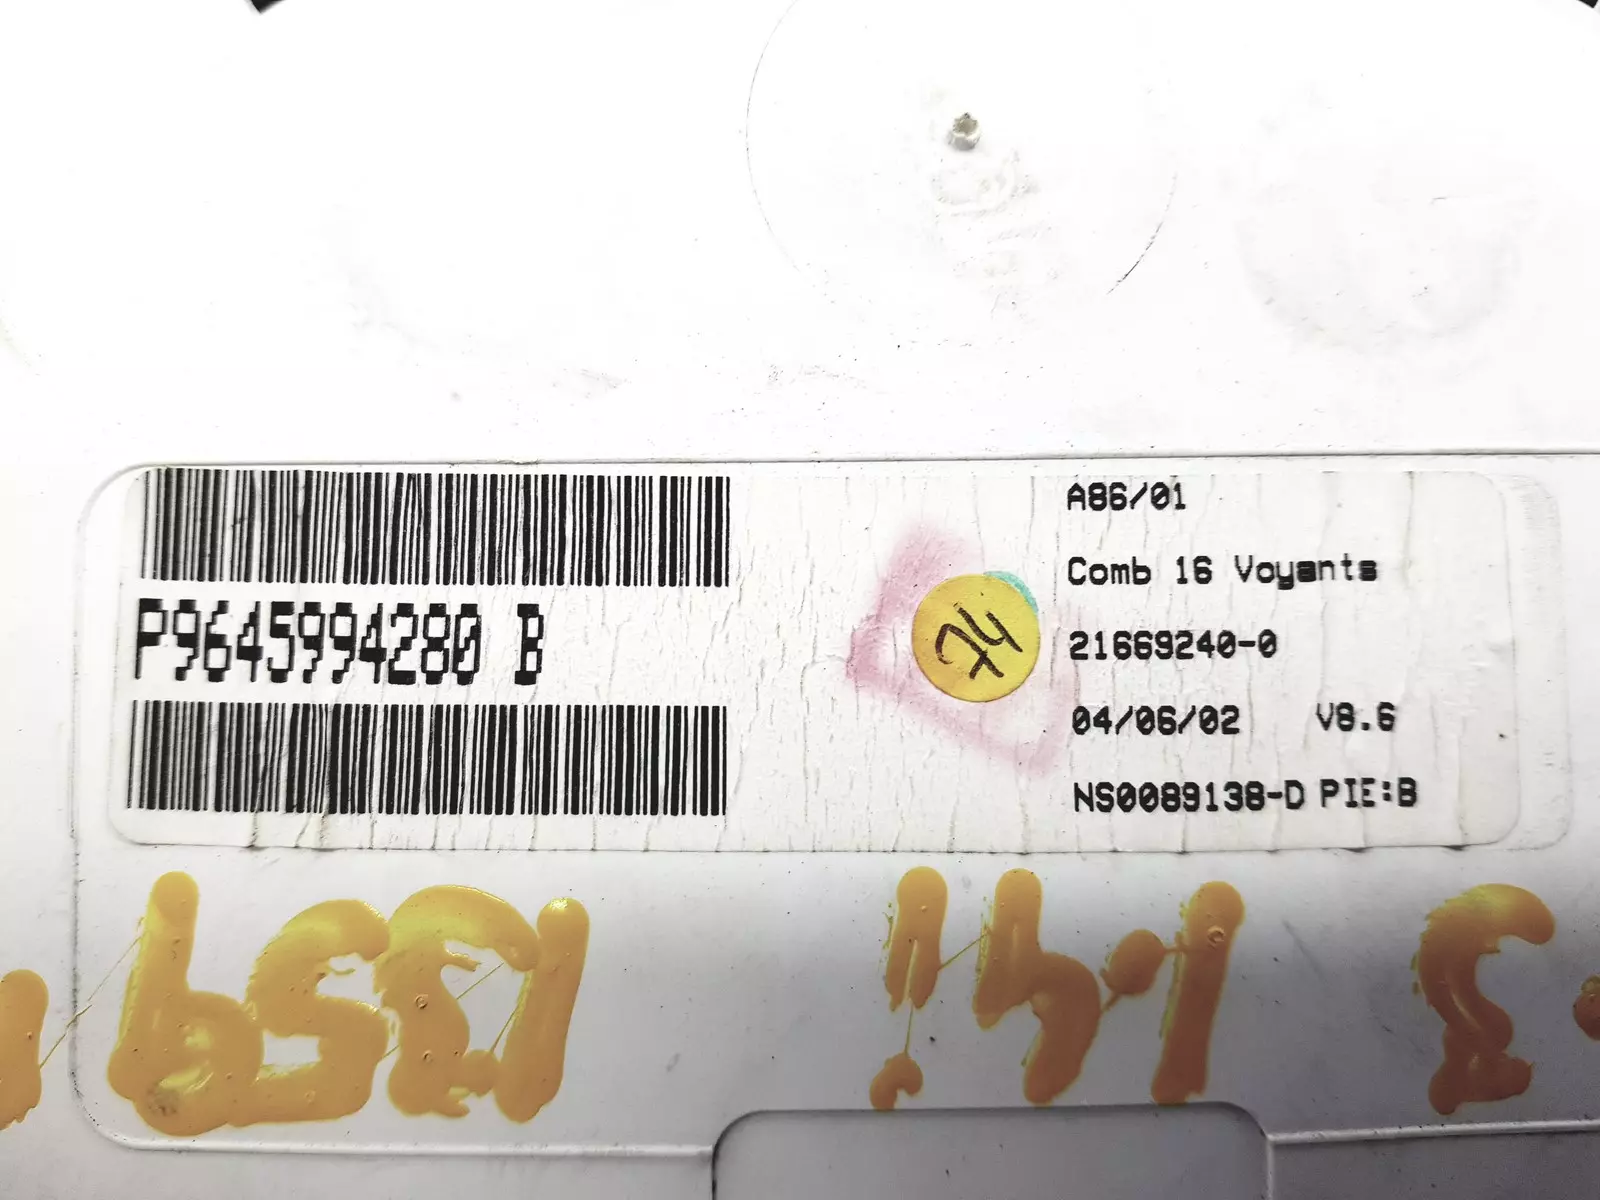 A86/01
Comb 16 Voyants
P9645994280 B
74
21669240-0
04/06/02 V8.6
NS0089138-D PIE:B